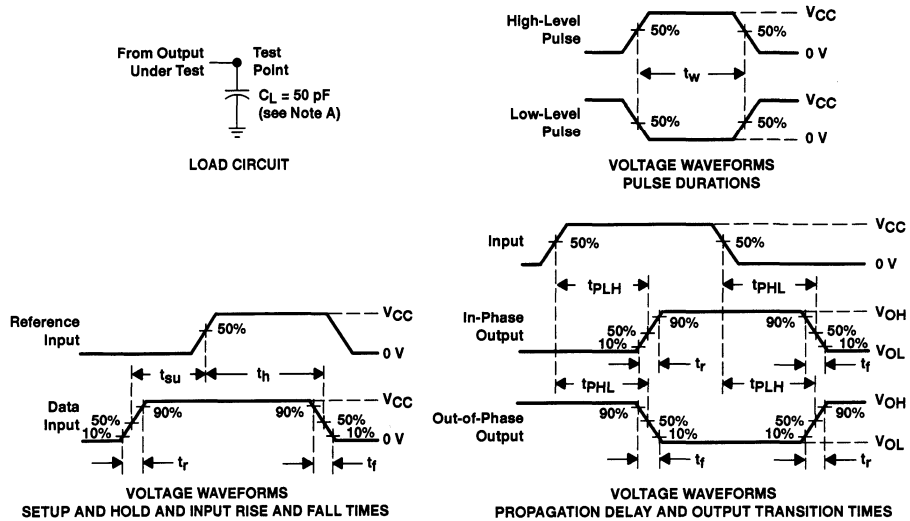 From Output
Under Test
Test
Point
CL = 50 pF
(see Note A)
LOAD CIRCUIT
High-Level
Pulse
50%
50%
VCC
0 V
tw
Low-Level
Pulse
50%
50%
VCC
0 V
VOLTAGE WAVEFORMS
PULSE DURATIONS
Reference
Input
50%
VCC
0 V
tsu
th
Data
Input
50%
10%
90%
90%
50%
10%
VCC
0 V
tr
tf
VOLTAGE WAVEFORMS
SETUP AND HOLD AND INPUT RISE AND FALL TIMES
Input
50%
50%
VCC
0 V
tPLH
tPHL
In-Phase
Output
50%
10%
90%
90%
50%
10%
VOH
VOL
tr
tf
tPHL
tPLH
Out-of-Phase
Output
90%
50%
10%
50%
10%
90%
VOH
VOL
tf
tr
VOLTAGE WAVEFORMS
PROPAGATION DELAY AND OUTPUT TRANSITION TIMES